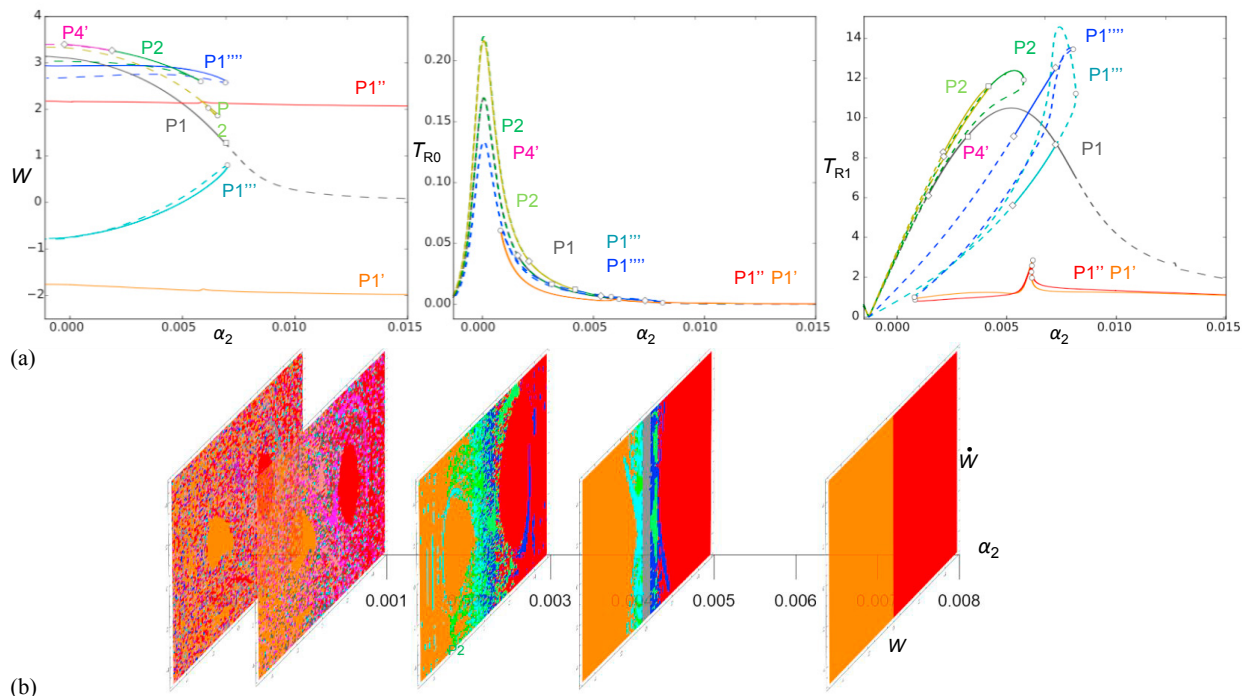 4
3
2
1
0
−1
−2
W
P4’
P2
P1’’’’
P1’’
P1
P
2
P1’’’
P1’
0.000
0.005
0.010
0.015
α2
0.20
0.15
0.10
0.05
0.00
TR0
P2
P4’
P2
P1
P1’’’
P1’’’’
P1’’ P1’
0.000
0.005
0.010
0.015
α2
14
12
10
8
6
4
2
0
TR1
P2
P2
P1’’’’
P1’’’
P4’
P1
P1’’ P1’
0.000
0.005
0.010
0.015
α2
(a)
Ẇ
α2
0.001
0.003
0.004
0.005
0.006
0.007
0.008
W
P2
(b)